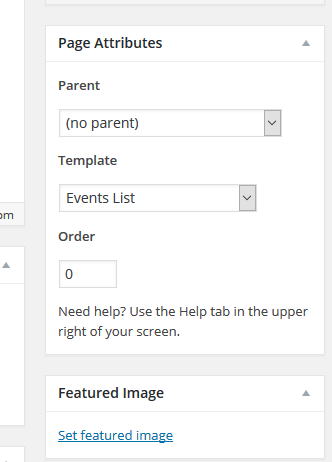 Page Attributes
Parent
(no parent)
Template
Events List
om
Order
0
Need help? Use the Help tab in the upper
right of your screen.
Featured Image
Set featured image